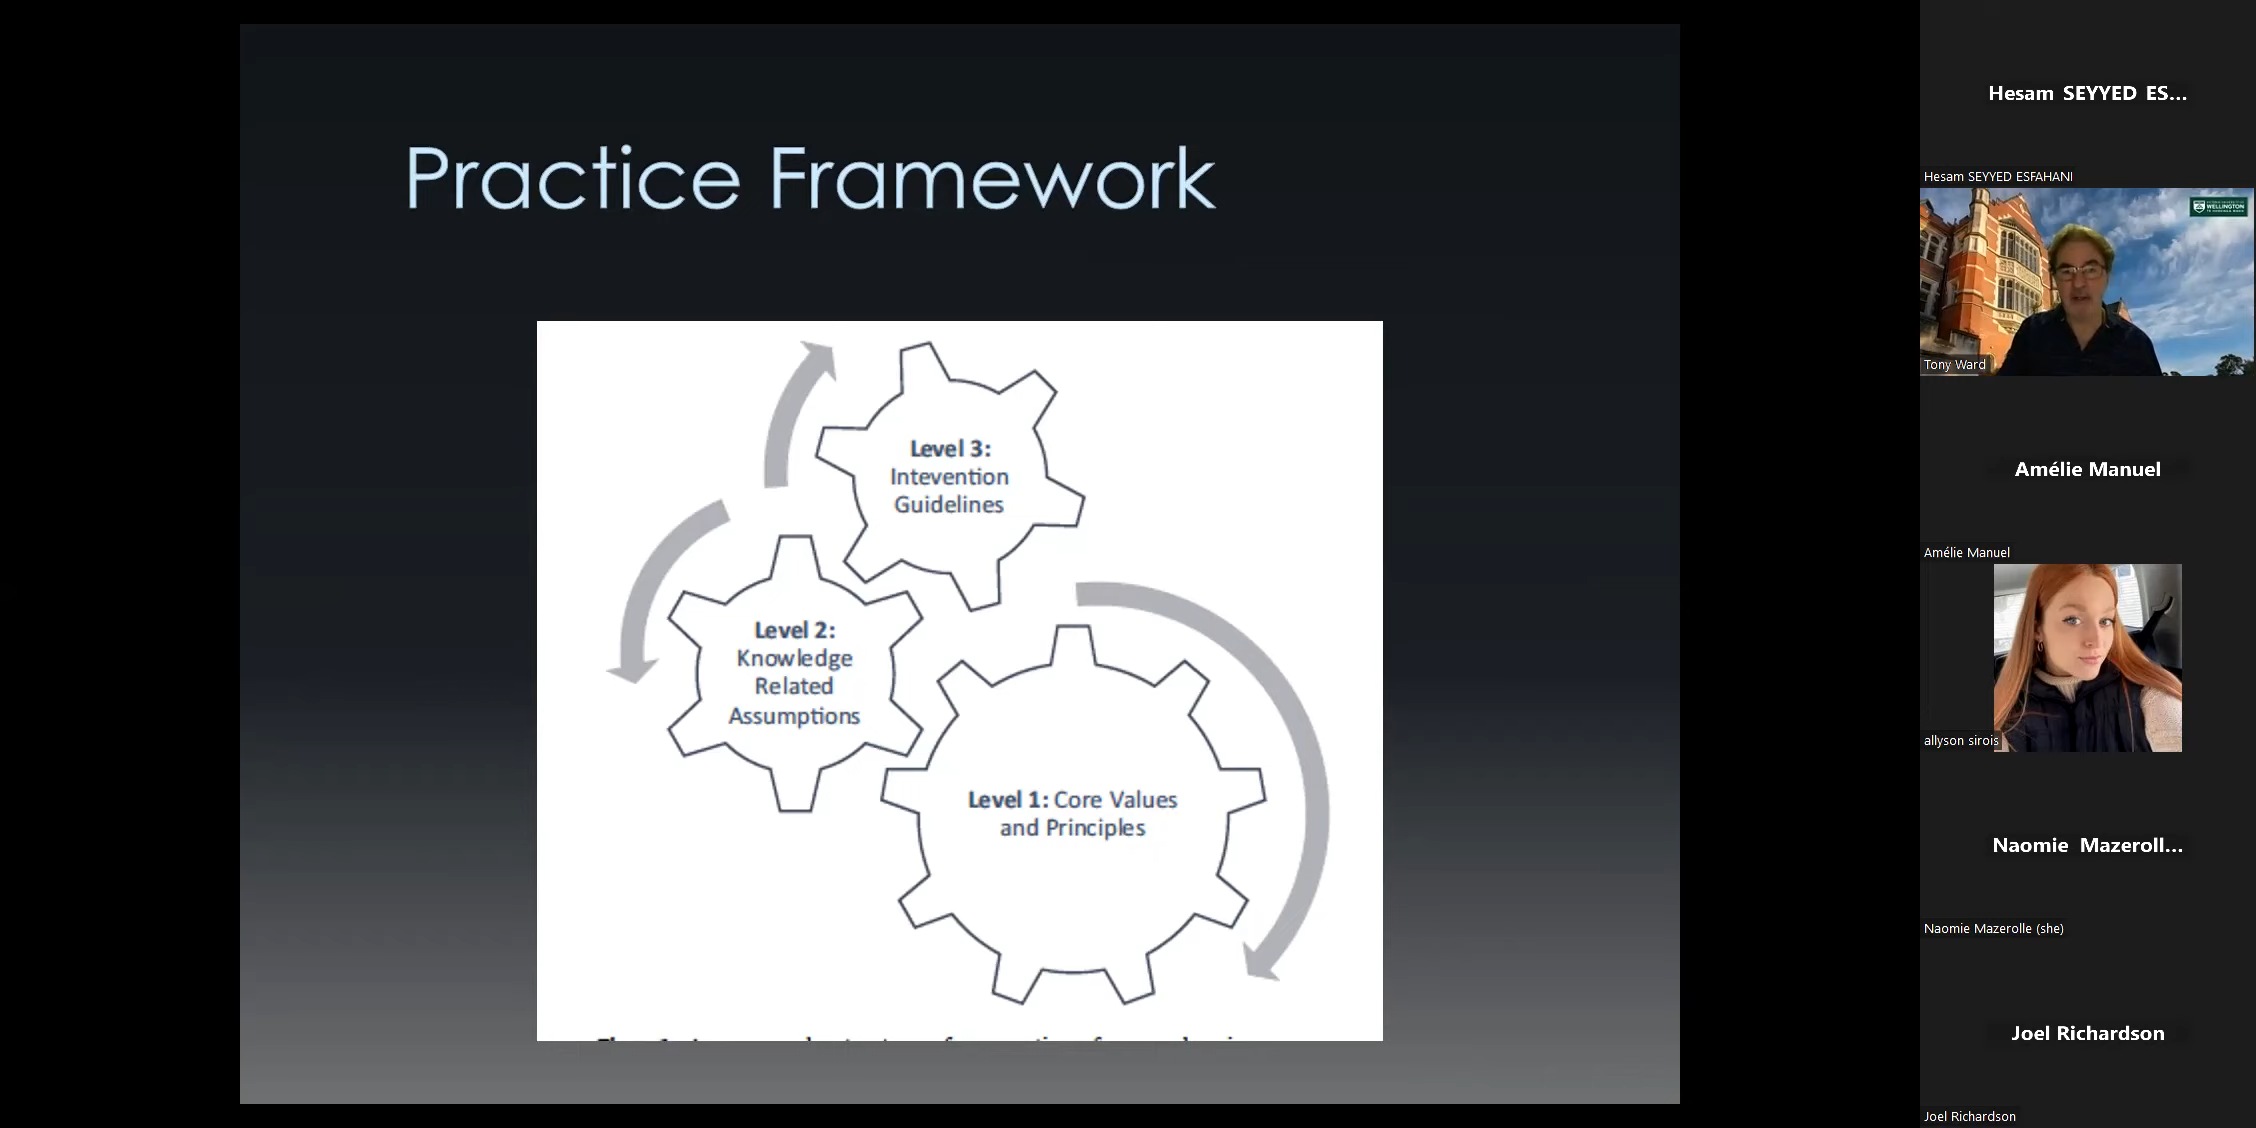 Practice Framework
Level 3:
Intevention
Guidelines
Level 2:
Knowledge
Related
Assumptions
Level 1: Core Values
and Principles
Hesam SEYYED ES...
Hesam SEYYED ESFAHANI
WELLINGTON
Tony Ward
Amélie Manuel
Amélie Manuel
allyson sirois
Naomie Mazeroll...
Naomie Mazerolle (she)
Joel Richardson
Joel Richardson